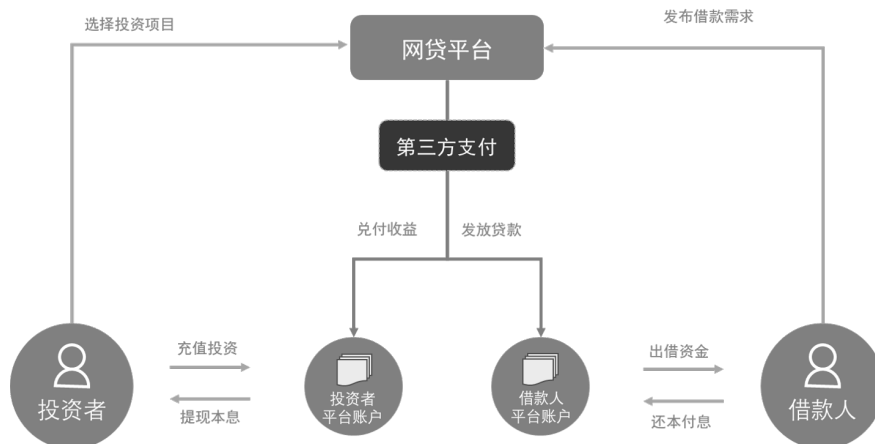 选择投资项目
发布借款需求
网贷平台
第三方支付
兑付收益
发放贷款
充值投资
出借资金
投资者
提现本息
投资者
平台账户
借款人
平台账户
还本付息
借款人